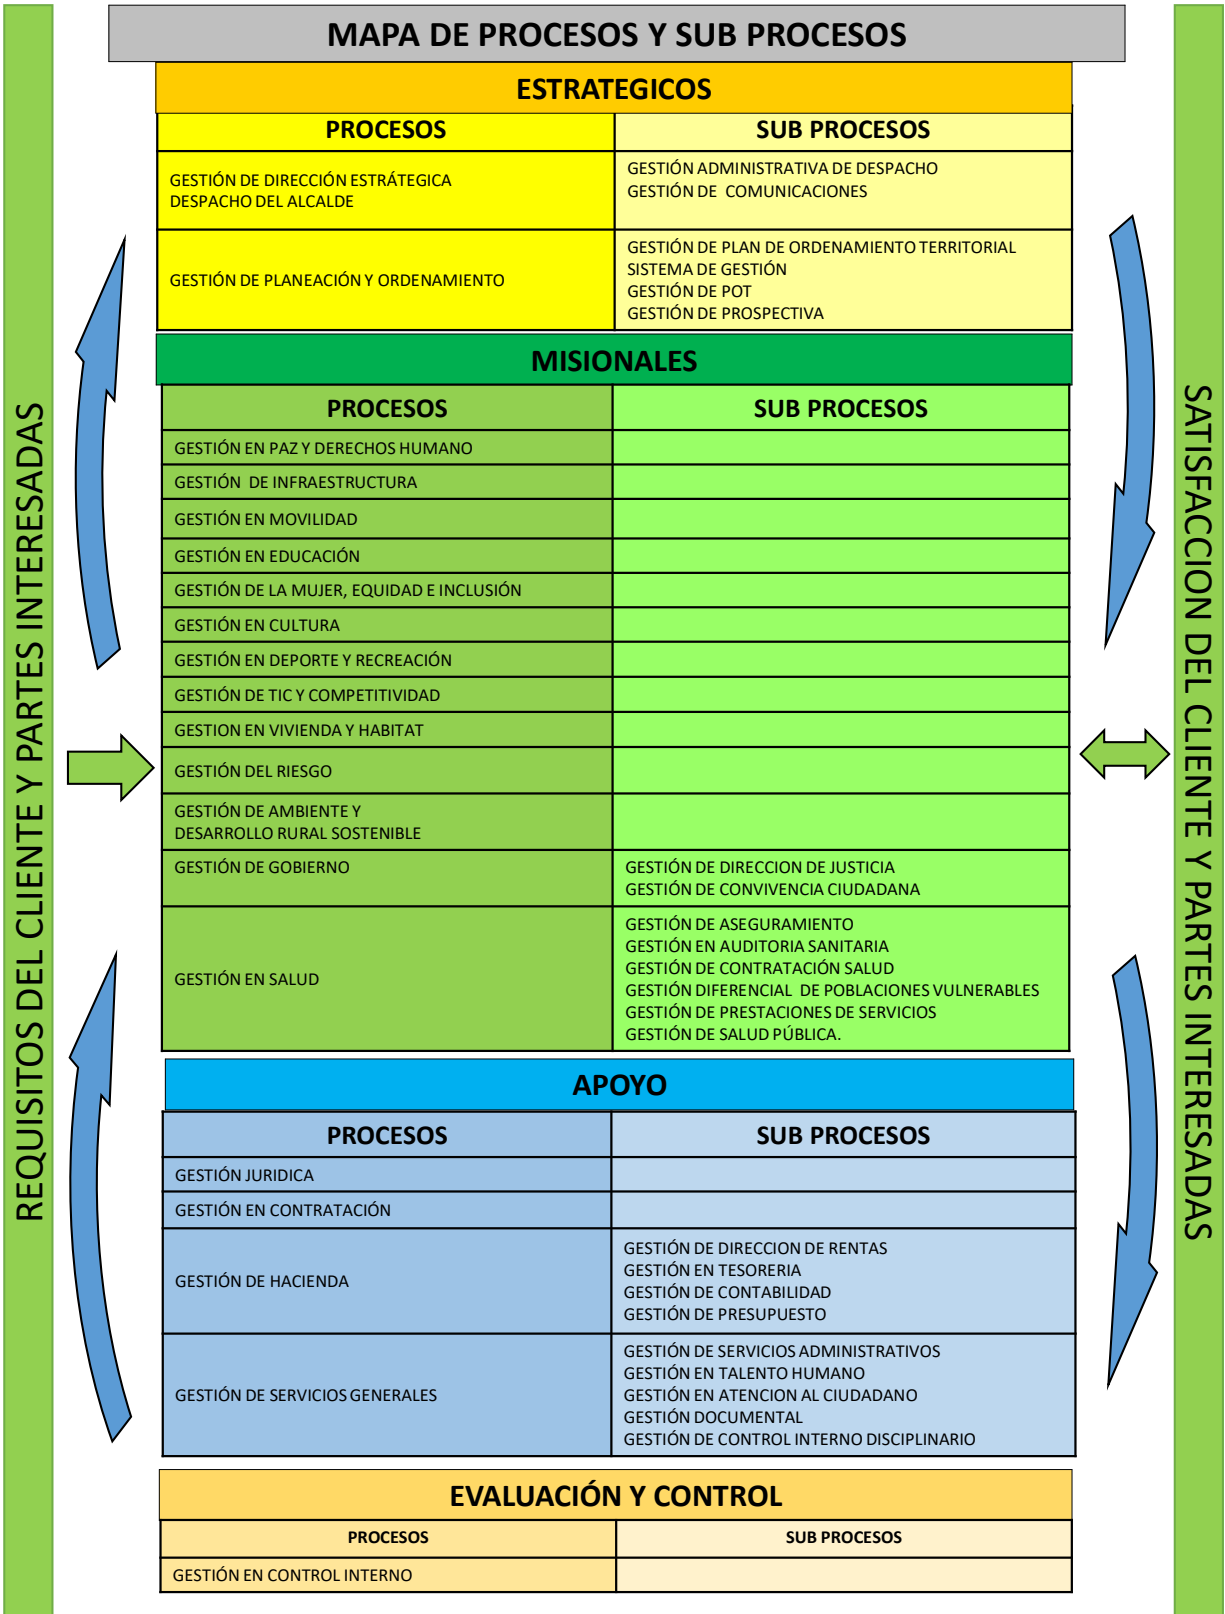 MAPA DE PROCESOS Y SUB PROCESOS
ESTRATEGICOS
PROCESOS
SUB PROCESOS
GESTIÓN DE DIRECCIÓN ESTRÁTEGICA
DESPACHO DEL ALCALDE
GESTIÓN ADMINISTRATIVA DE DESPACHO
GESTIÓN DE COMUNICACIONES
GESTIÓN DE PLANEACIÓN Y ORDENAMIENTO
GESTIÓN DE PLAN DE ORDENAMIENTO TERRITORIAL
SISTEMA DE GESTIÓN
GESTIÓN DE POT
GESTIÓN DE PROSPECTIVA
MISIONALES
PROCESOS
SUB PROCESOS
GESTIÓN EN PAZ Y DERECHOS HUMANO
GESTIÓN DE INFRAESTRUCTURA
GESTIÓN EN MOVILIDAD
GESTIÓN EN EDUCACIÓN
GESTIÓN DE LA MUJER, EQUIDAD E INCLUSIÓN
GESTIÓN EN CULTURA
GESTIÓN EN DEPORTE Y RECREACIÓN
GESTIÓN DE TIC Y COMPETITIVIDAD
GESTION EN VIVIENDA Y HABITAT
GESTIÓN DEL RIESGO
GESTIÓN DE AMBIENTE Y
DESARROLLO RURAL SOSTENIBLE
GESTIÓN DE GOBIERNO
GESTIÓN DE DIRECCION DE JUSTICIA
GESTIÓN DE CONVIVENCIA CIUDADANA
GESTIÓN EN SALUD
GESTIÓN DE ASEGURAMIENTO
GESTIÓN EN AUDITORIA SANITARIA
GESTIÓN DE CONTRATACIÓN SALUD
GESTIÓN DIFERENCIAL DE POBLACIONES VULNERABLES
GESTIÓN DE PRESTACIONES DE SERVICIOS
GESTIÓN DE SALUD PÚBLICA.
APOYO
PROCESOS
SUB PROCESOS
GESTIÓN JURIDICA
GESTIÓN EN CONTRATACIÓN
GESTIÓN DE HACIENDA
GESTIÓN DE DIRECCION DE RENTAS
GESTIÓN EN TESORERIA
GESTIÓN DE CONTABILIDAD
GESTIÓN DE PRESUPUESTO
GESTIÓN DE SERVICIOS GENERALES
GESTIÓN DE SERVICIOS ADMINISTRATIVOS
GESTIÓN EN TALENTO HUMANO
GESTIÓN EN ATENCION AL CIUDADANO
GESTIÓN DOCUMENTAL
GESTIÓN DE CONTROL INTERNO DISCIPLINARIO
EVALUACIÓN Y CONTROL
PROCESOS
SUB PROCESOS
GESTIÓN EN CONTROL INTERNO
REQUISITOS DEL CLIENTE Y PARTES INTERESADAS
SATISFACCION DEL CLIENTE Y PARTES INTERESADAS